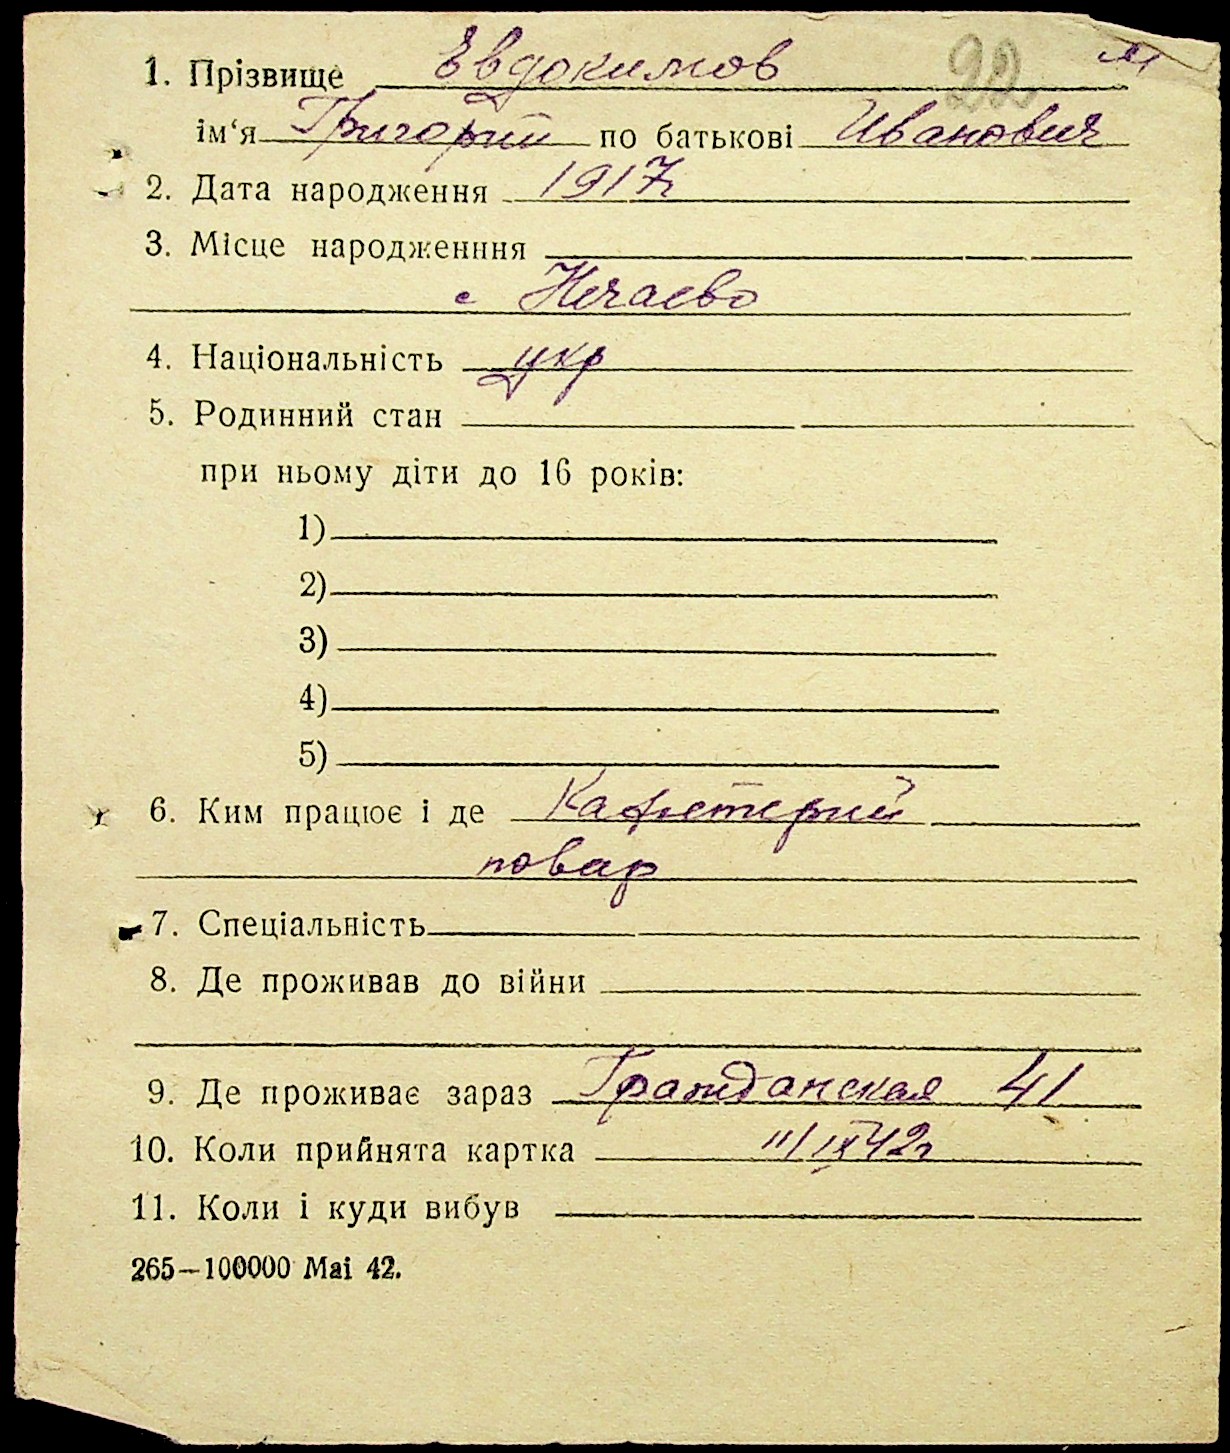 1. Прізвище Евдокимов 22 м
ім‘я Григорий по батькові Иванович
2. Дата народження 1917г
3. Місце народженння
с Нечаево
4. Національність укр
5. Родинний стан
при ньому діти до 16 років:
1)
2)
3)
4)
5)
6. Ким працює і де Кафетерий
повар
7. Спеціальність
8. Де проживав до війни
9. Де проживає зараз Гражданская 41
10. Коли прийнята картка 11/IX 42г
11. Коли і куди вибув
265—100000 Mai 42.